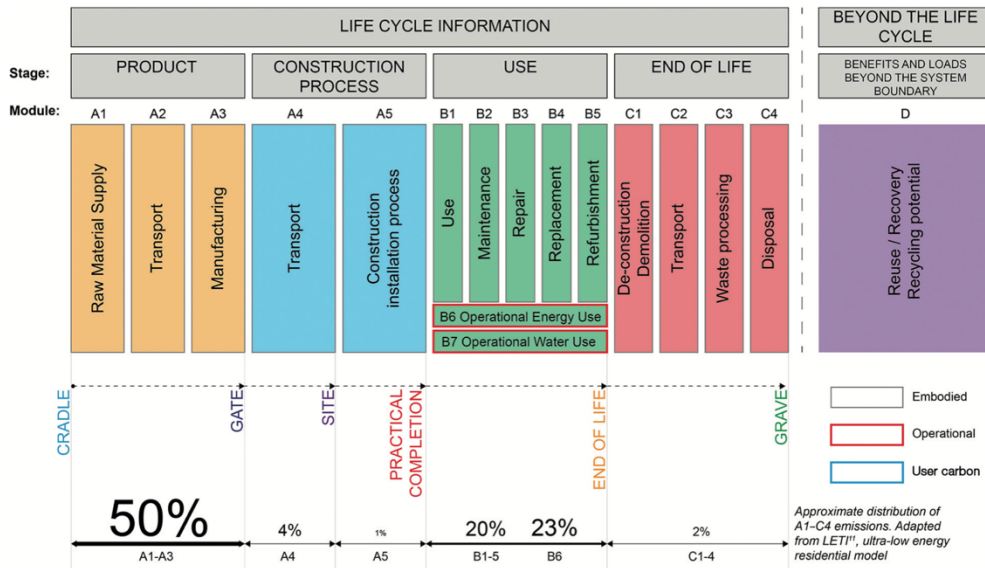 LIFE CYCLE INFORMATION
BEYOND THE LIFE
CYCLE
Stage:
PRODUCT
CONSTRUCTION
PROCESS
USE
END OF LIFE
BENEFITS AND LOADS
BEYOND THE SYSTEM
BOUNDARY
Module:
A1
A2
A3
A4
A5
B1
B2
B3
B4
B5
C1
C2
C3
C4
D
Raw Material Supply
Transport
Manufacturing
Transport
Construction
installation process
Use
Maintenance
Repair
Replacement
Refurbishment
B6 Operational Energy Use
B7 Operational Water Use
De-construction
Demolition
Transport
Waste processing
Disposal
Reuse / Recovery
Recycling potential
CRADLE
GATE
SITE
PRACTICAL
COMPLETION
END OF LIFE
GRAVE
Embodied
Operational
User carbon
50%
4%
1%
20%
23%
2%
A1-A3
A4
A5
B1-5
B6
C1-4
Approximate distribution of
A1–C4 emissions. Adapted
from LETI¹¹, ultra-low energy
residential model